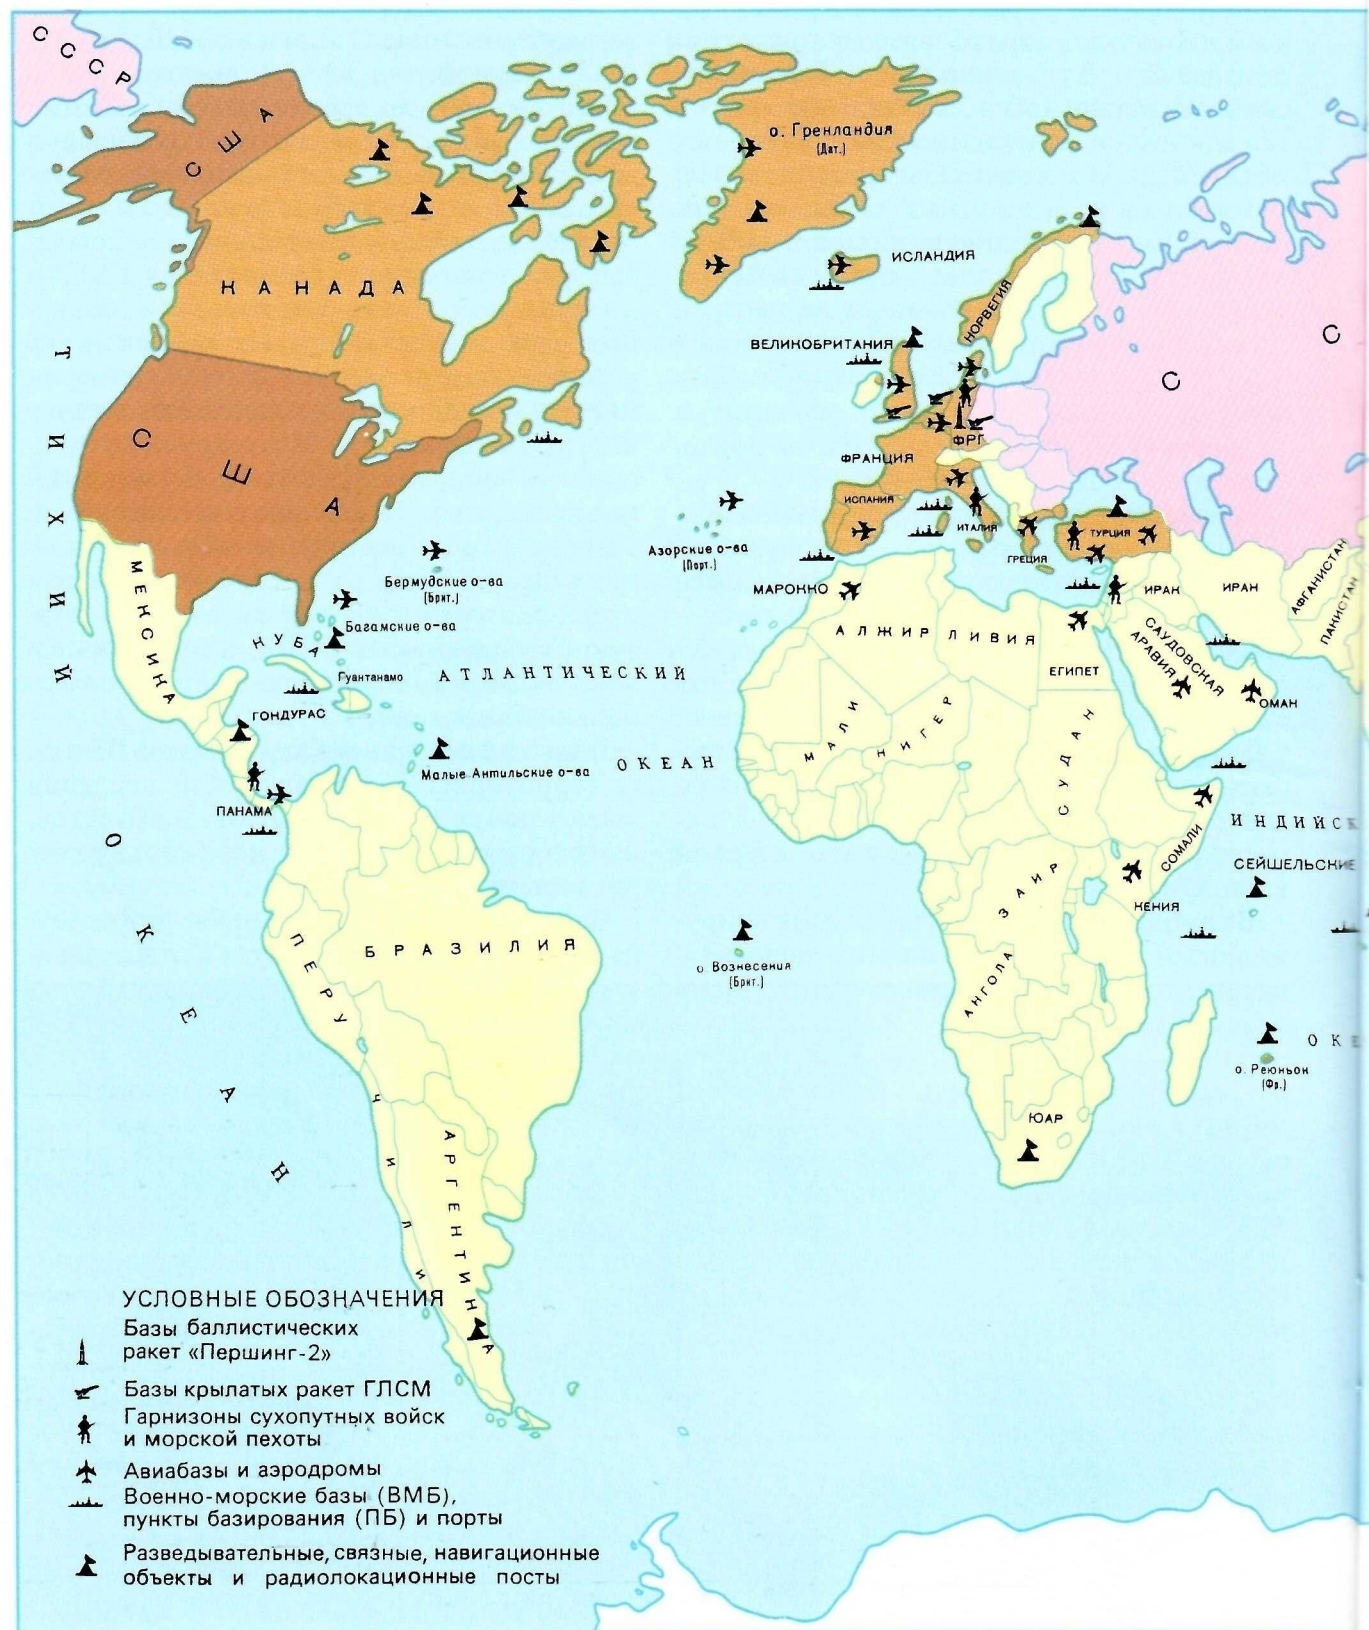 СССР
США
о. Гренландия
(Дат.)
ИСЛАНДИЯ
КАНАДА
НОРВЕГИЯ
ВЕЛИКОБРИТАНИЯ
С
С
ФРГ
ФРАНЦИЯ
США
ИСПАНИЯ
ИТАЛИЯ
ТУРЦИЯ
ГРЕЦИЯ
Азорские о-ва
(Порт.)
Бермудские о-ва
(Брит.)
МАРОККО
ИРАН
ИРАН
АФГАНИСТАН
ПАКИСТАН
МЕКСИКА
Багамские о-ва
КУБА
Гуантанамо
АТЛАНТИЧЕСКИЙ
АЛЖИР
ЛИВИЯ
ЕГИПЕТ
САУДОВСКАЯ
АРАВИЯ
ОМАН
ГОНДУРАС
МАЛИ
НИГЕР
СУДАН
Малые Антильские о-ва
ОКЕАН
ПАНАМА
ИНДИЙСК
СОМАЛИ
СЕЙШЕЛЬСКИЕ
ЗАИР
КЕНИЯ
ТИХИЙ
ОКЕАН
ПЕРУ
БРАЗИЛИЯ
о Вознесения
(Брит.)
АНГОЛА
ОКЕ
о. Реюньон
(Фр.)
ЮАР
ЧИЛИ
АРГЕНТИНА
УСЛОВНЫЕ ОБОЗНАЧЕНИЯ
Базы баллистических
ракет «Першинг-2»
Базы крылатых ракет ГЛСМ
Гарнизоны сухопутных войск
и морской пехоты
Авиабазы и аэродромы
Военно-морские базы (ВМБ),
пункты базирования (ПБ) и порты
Разведывательные, связные, навигационные
объекты и радиолокационные посты